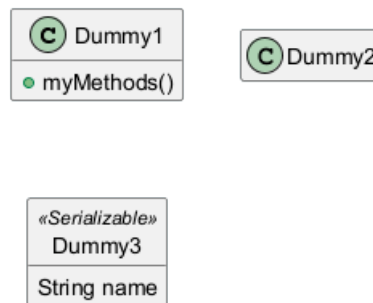 C Dummy1
myMethods()
C Dummy2
«Serializable»
Dummy3
String name